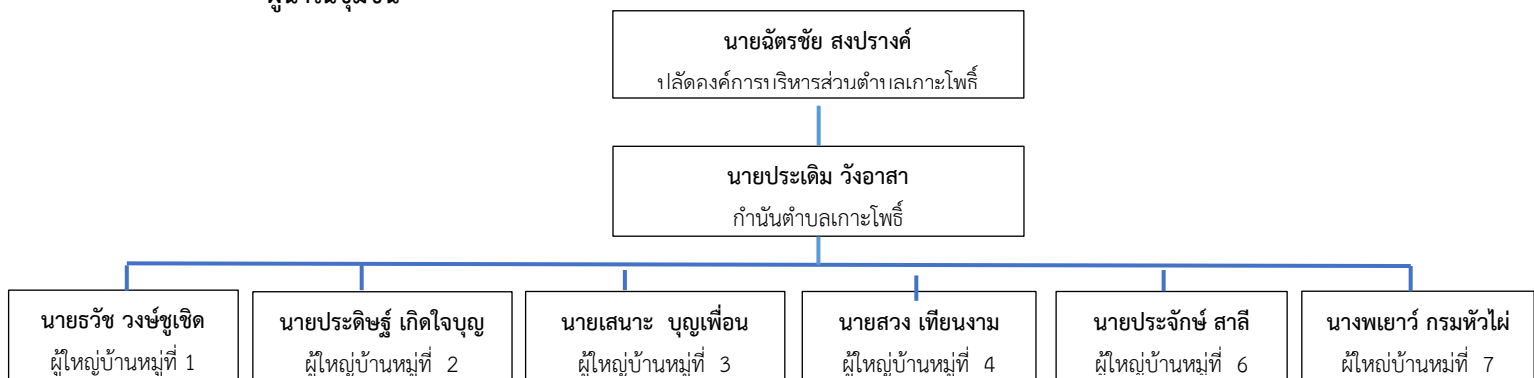 ผู้นำในชุมชน
นายฉัตรชัย สงปรางค์
ปลัดองค์การบริหารส่วนตำบลเกาะโพธิ์
นายประเดิม วังอาสา
กำนันตำบลเกาะโพธิ์
นายธวัช วงษ์ชูเชิด
ผู้ใหญ่บ้านหมู่ที่ 1
นายประดิษฐ์ เกิดใจบุญ
ผู้ใหญ่บ้านหมู่ที่ 2
นายเสนาะ บุญเพื่อน
ผู้ใหญ่บ้านหมู่ที่ 3
นายสวง เทียนงาม
ผู้ใหญ่บ้านหมู่ที่ 4
นายประจักษ์ สาลี
ผู้ใหญ่บ้านหมู่ที่ 6
นางพเยาว์ กรมหัวไผ่
ผู้ใหญ่บ้านหมู่ที่ 7